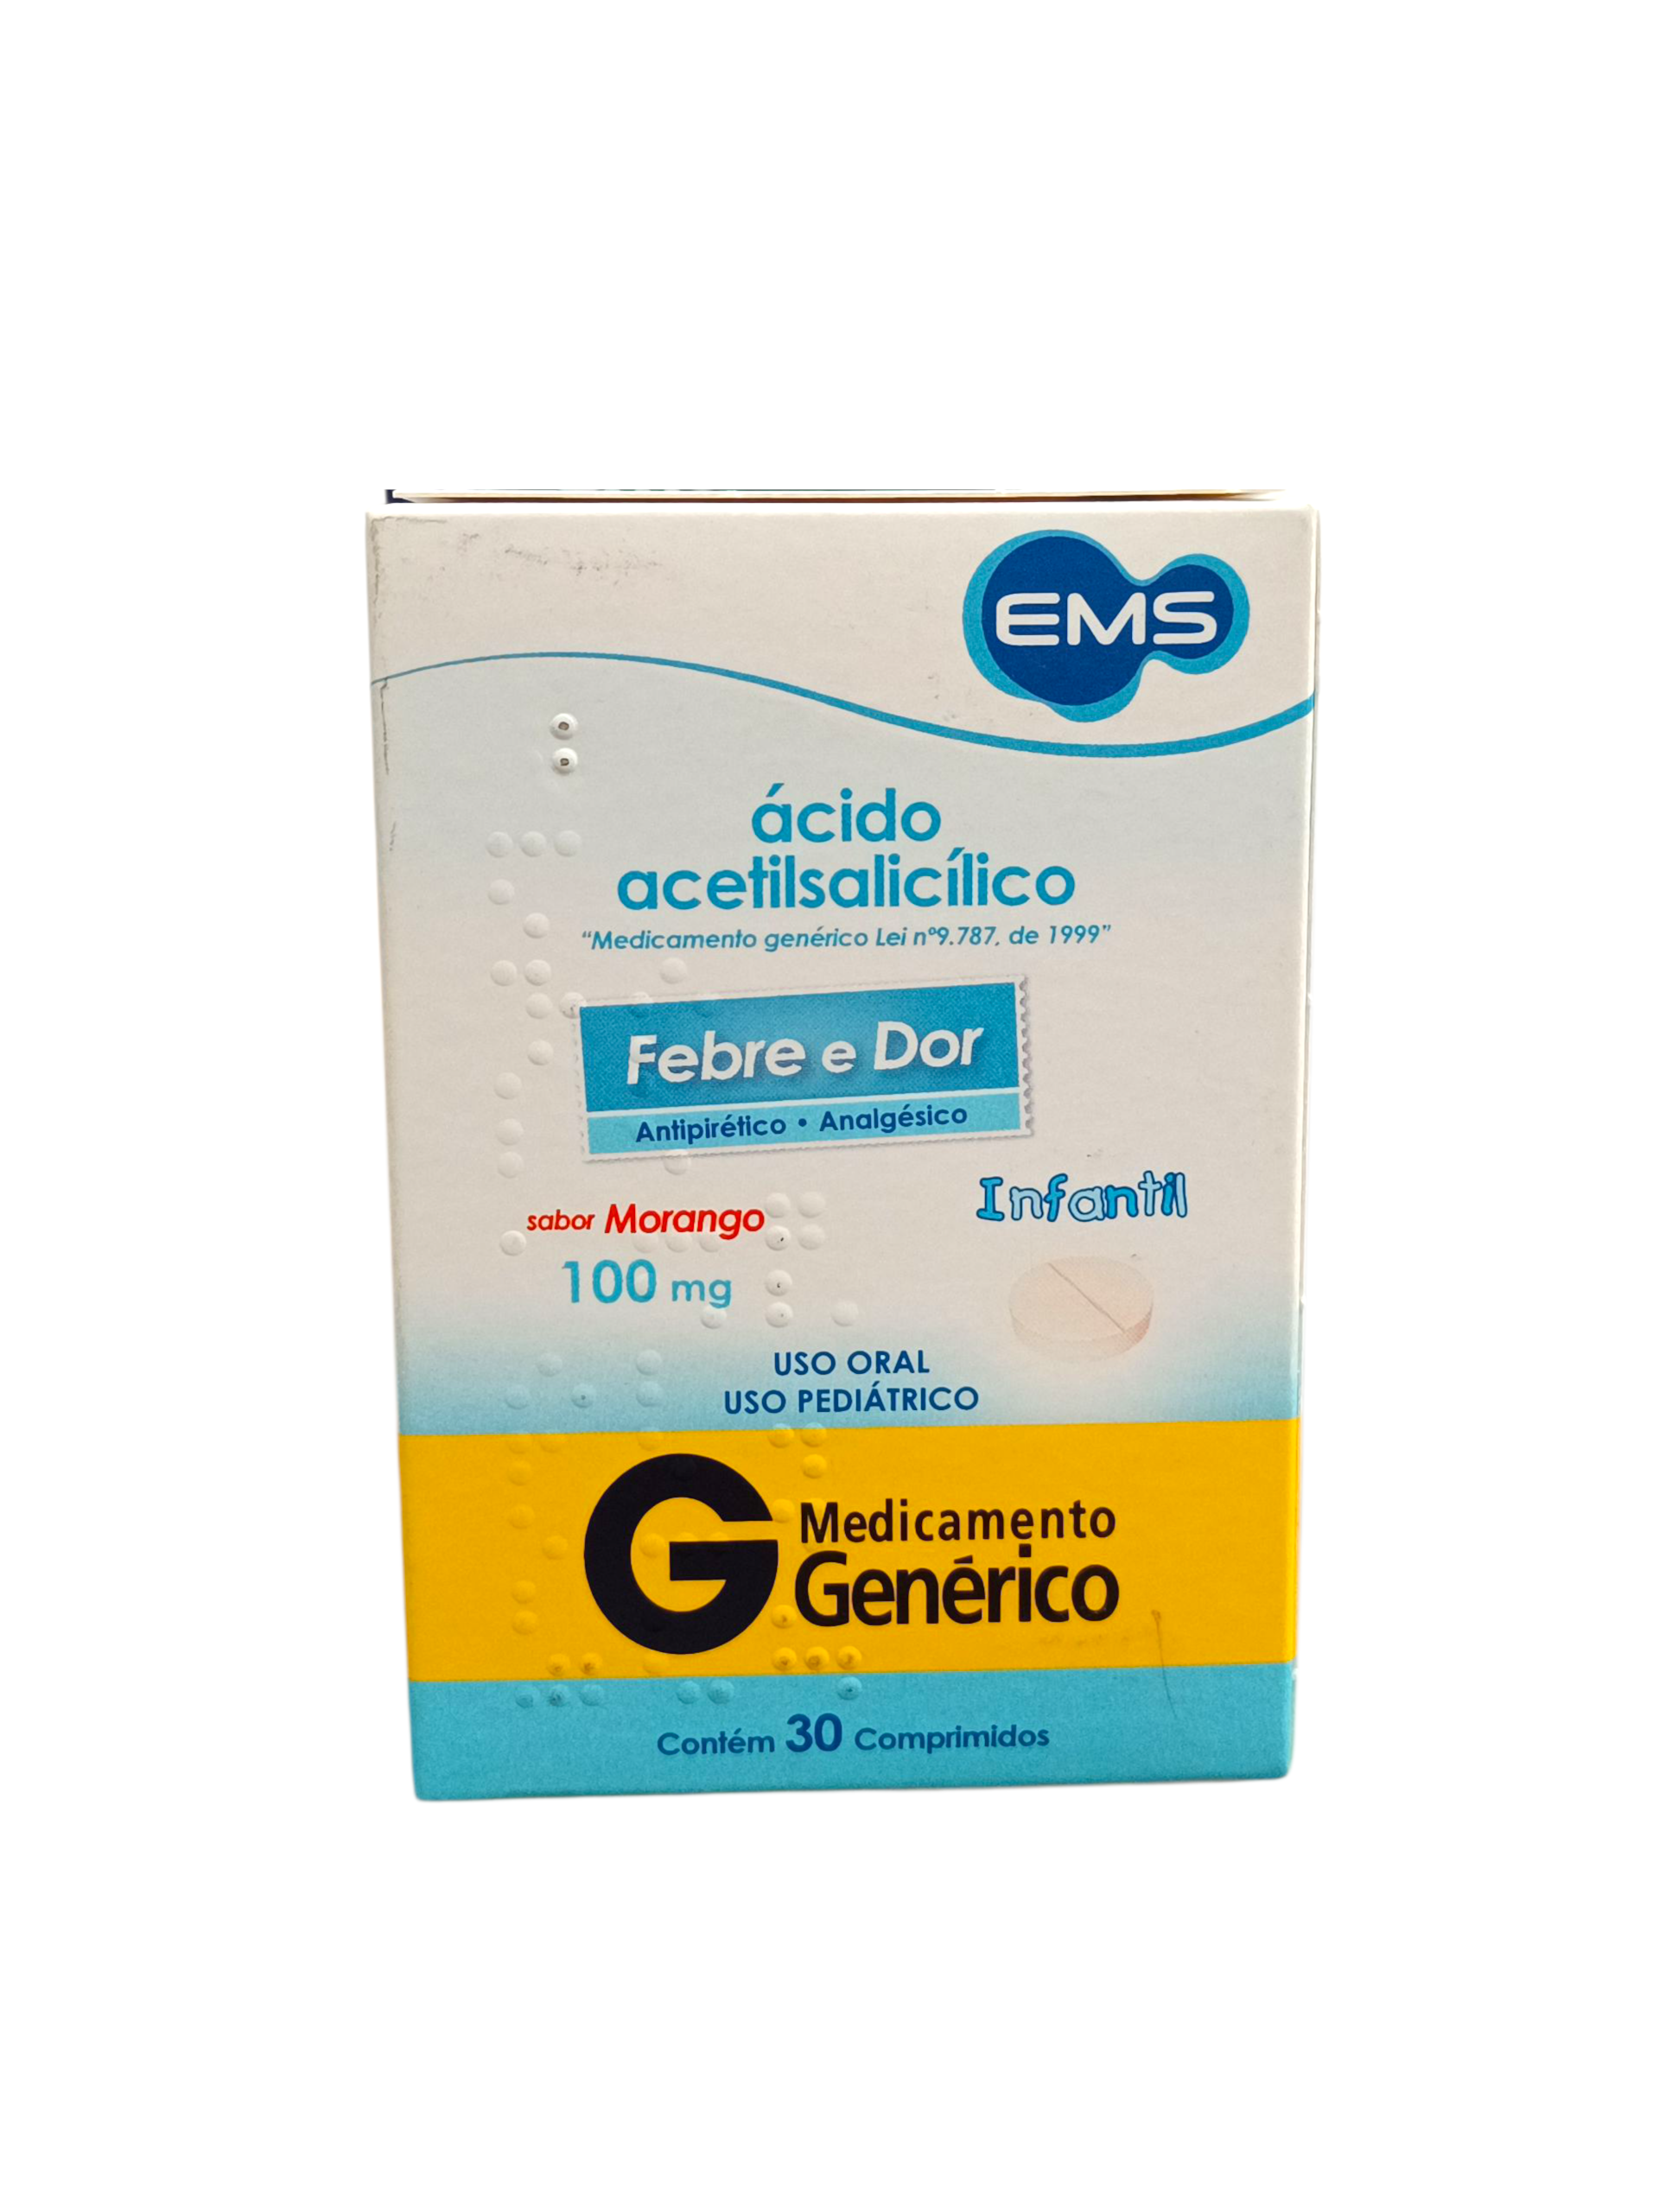 EMS
ácido
acetilsalicílico
“Medicamento genérico Lei nº9.787, de 1999”
Febre e Dor
Antipirético • Analgésico
Infantil
sabor Morango
100 mg
USO ORAL
USO PEDIÁTRICO
G Medicamento
Genérico
Contém 30 Comprimidos